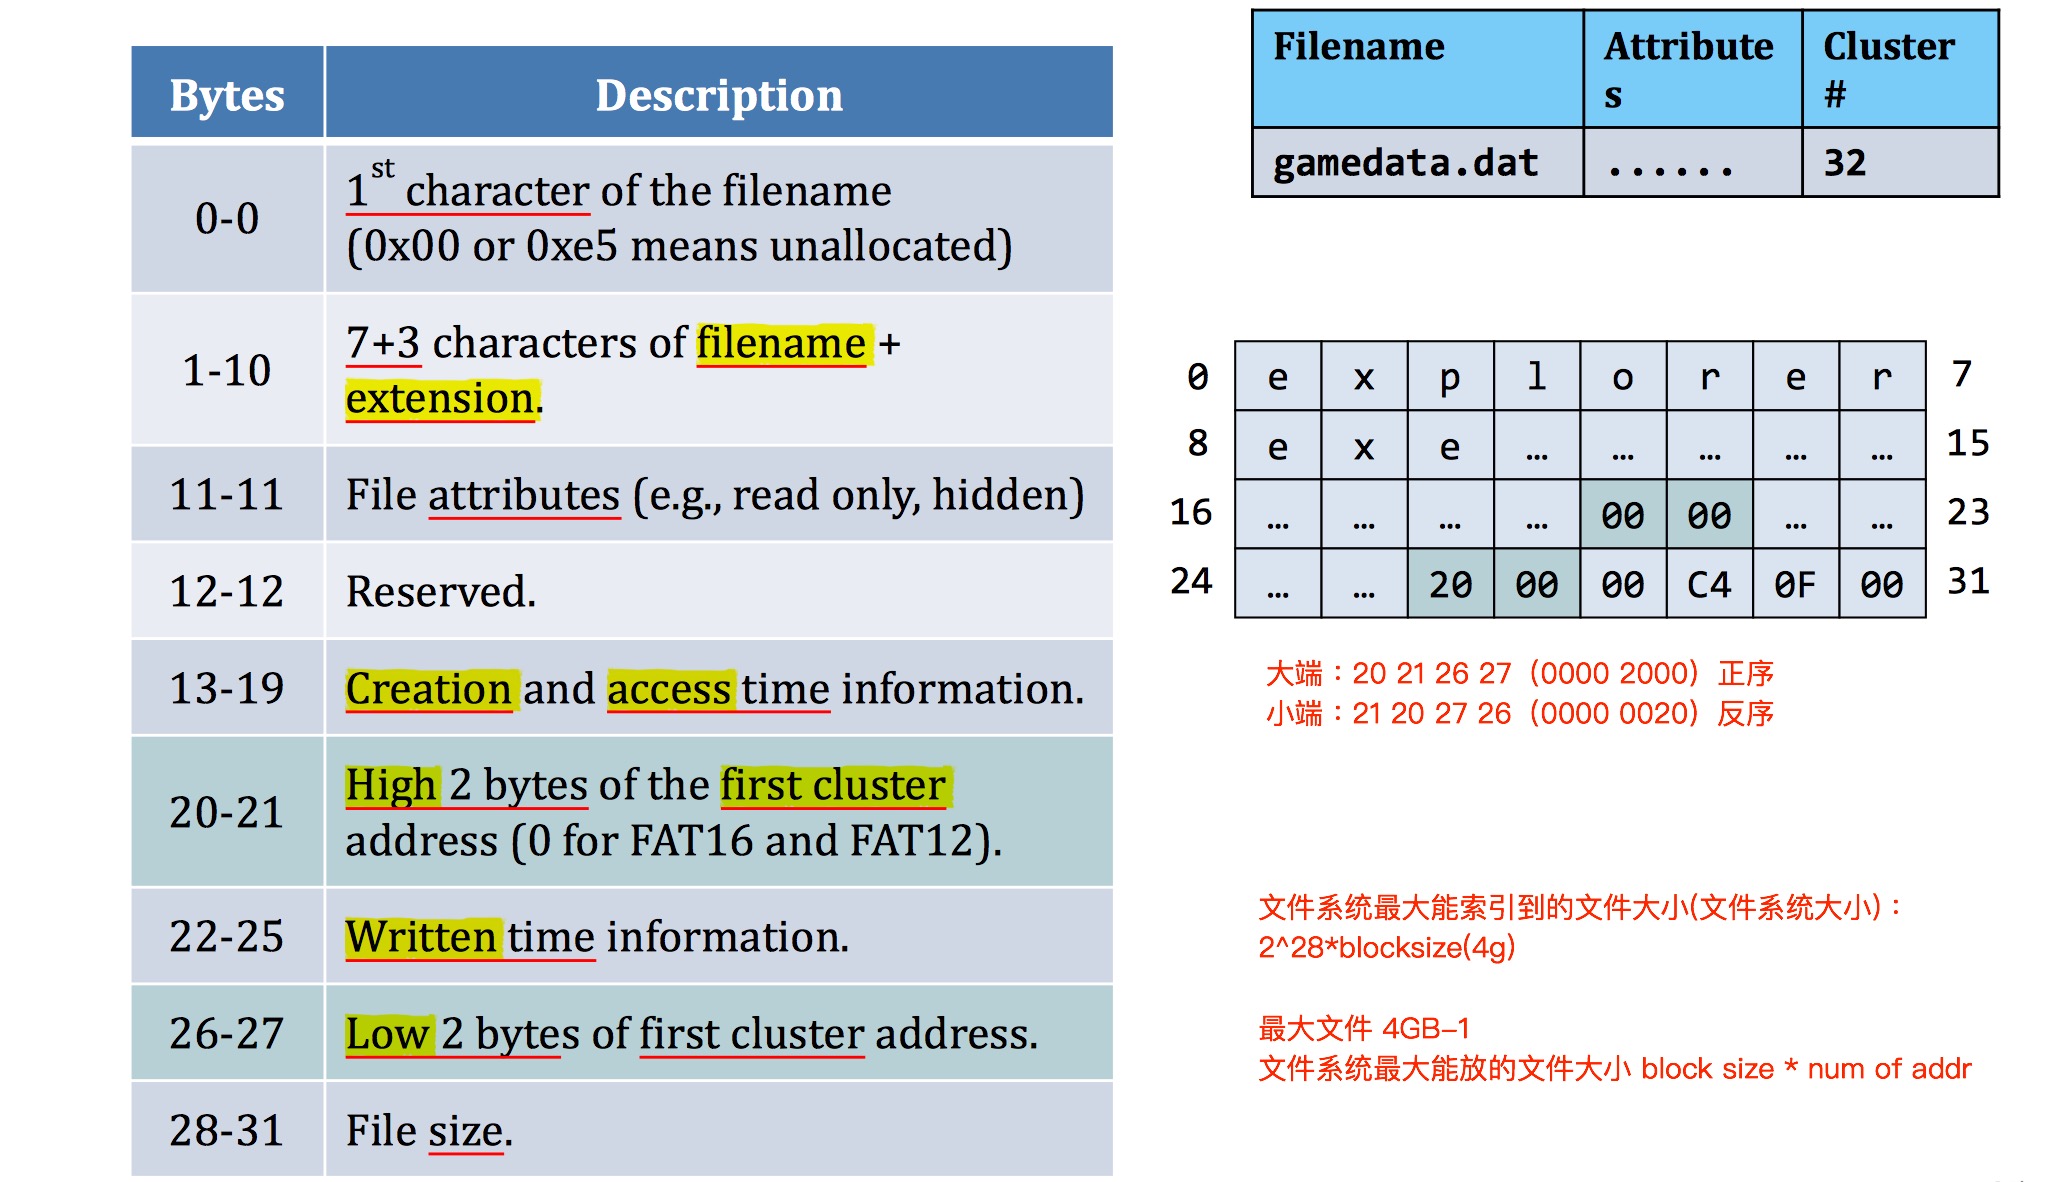 Bytes Description
0-0 1st character of the filename
(0x00 or 0xe5 means unallocated)
1-10 7+3 characters of filename +
extension.
11-11 File attributes (e.g., read only, hidden)
12-12 Reserved.
13-19 Creation and access time information.
20-21 High 2 bytes of the first cluster
address (0 for FAT16 and FAT12).
22-25 Written time information.
26-27 Low 2 bytes of first cluster address.
28-31 File size.
Filename Attribute Cluster
s #
gamedata.dat ...... 32
0 e x p l o r e r 7
8 e x e … … … … … 15
16 … … … … 00 00 … … 23
24 … … 20 00 00 C4 0F 00 31
大端：20 21 26 27（0000 2000）正序
小端：21 20 27 26（0000 0020）反序
文件系统最大能索引到的文件大小(文件系统大小)：
2^28*blocksize(4g)
最大文件 4GB-1
文件系统最大能放的文件大小 block size * num of addr